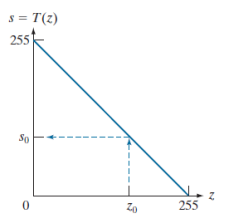 s = T(z)
255
s₀
0
z₀
255
z